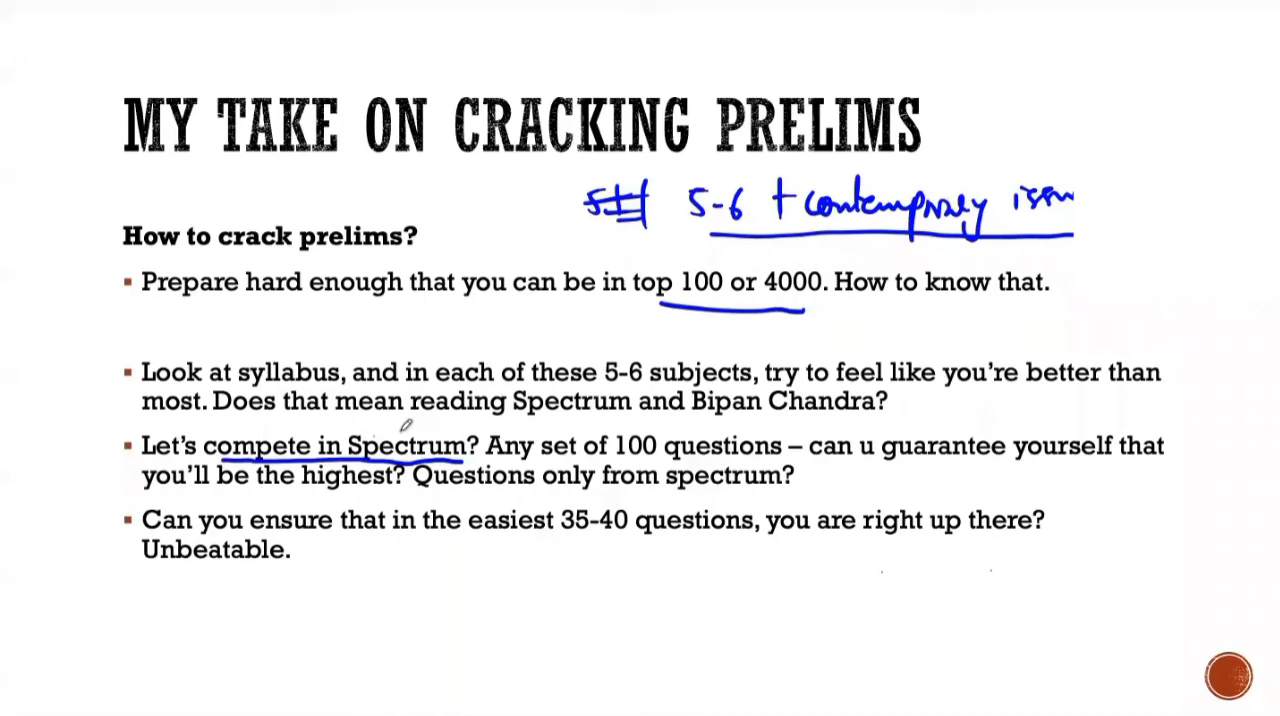 MY TAKE ON CRACKING PRELIMS
5-6 + contemporary
How to crack prelims?
▪ Prepare hard enough that you can be in top 100 or 4000. How to know that.
▪ Look at syllabus, and in each of these 5-6 subjects, try to feel like you’re better than
most. Does that mean reading Spectrum and Bipan Chandra?
▪ Let’s compete in Spectrum? Any set of 100 questions – can u guarantee yourself that
you’ll be the highest? Questions only from spectrum?
▪ Can you ensure that in the easiest 35-40 questions, you are right up there?
Unbeatable.